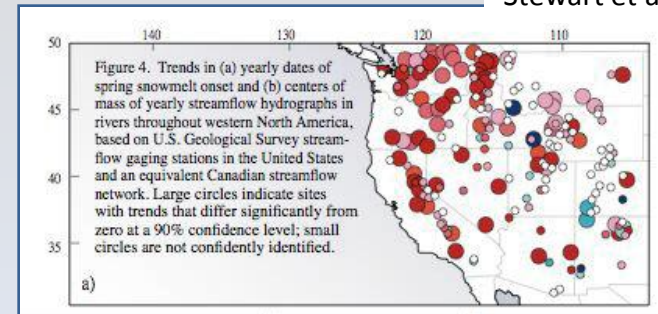 140 130 120 110
50
45
40
35
Figure 4. Trends in (a) yearly dates of
spring snowmelt onset and (b) centers of
mass of yearly streamflow hydrographs in
rivers throughout western North America,
based on U.S. Geological Survey stream-
flow gaging stations in the United States
and an equivalent Canadian streamflow
network. Large circles indicate sites
with trends that differ significantly from
zero at a 90% confidence level; small
circles are not confidently identified.
a)